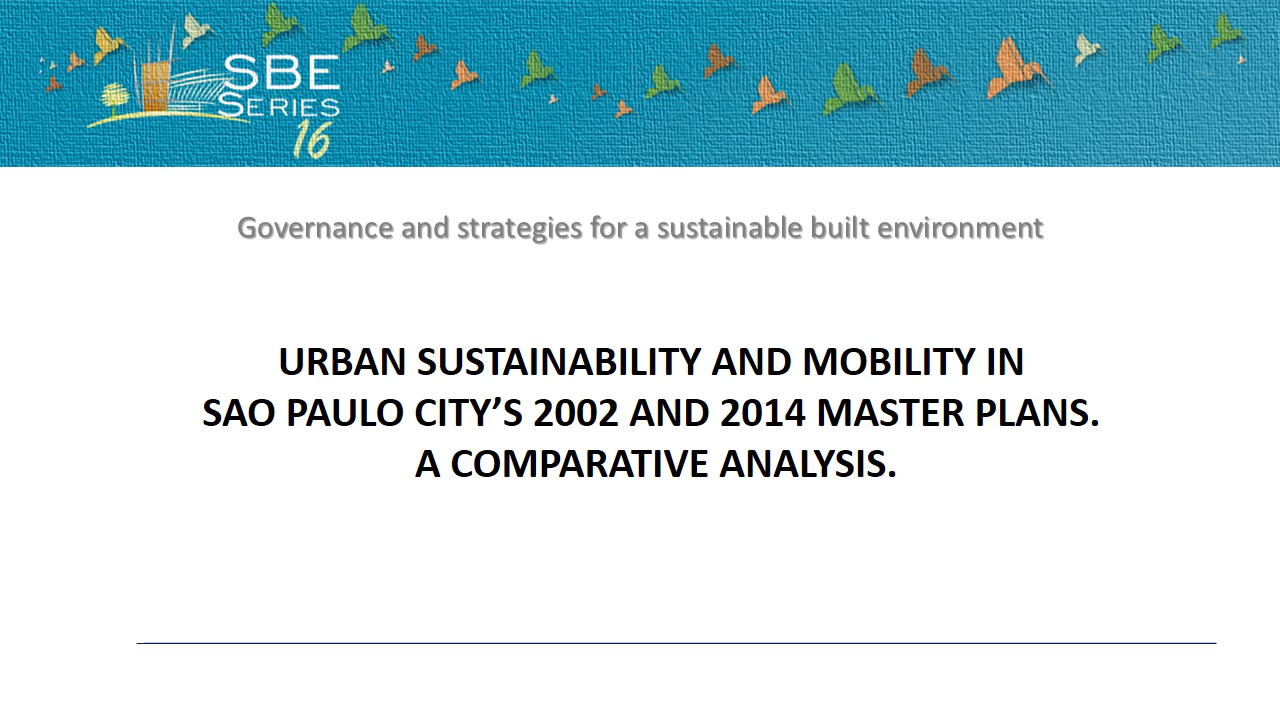 SBE
SERIES
16
Governance and strategies for a sustainable built environment
URBAN SUSTAINABILITY AND MOBILITY IN
SAO PAULO CITY’S 2002 AND 2014 MASTER PLANS.
A COMPARATIVE ANALYSIS.